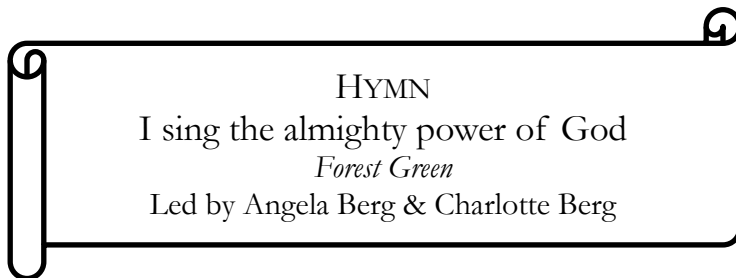 HYMN
I sing the almighty power of God
Forest Green
Led by Angela Berg & Charlotte Berg